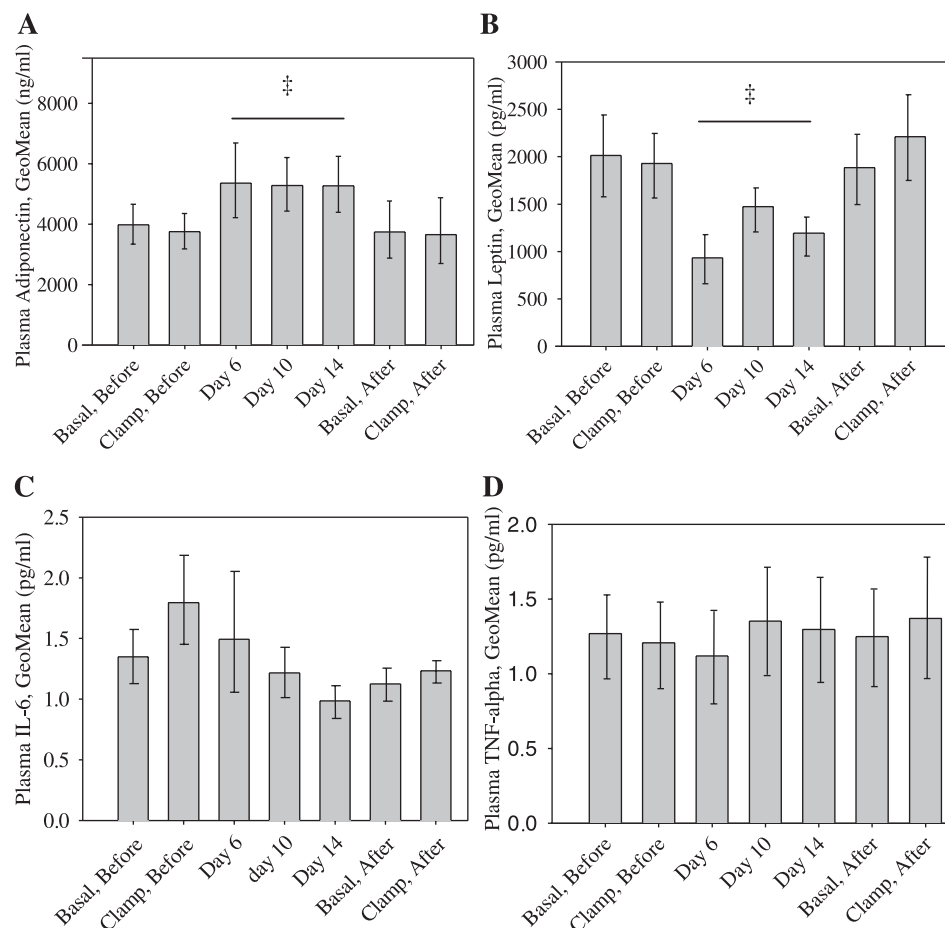 A
Plasma Adiponectin, GeoMean (ng/ml)
8000
6000
4000
2000
0
‡
Basal, Before
Clamp, Before
Day 6
Day 10
Day 14
Basal, After
Clamp, After
B
Plasma Leptin, GeoMean (pg/ml)
3000
2500
2000
1500
1000
500
0
‡
Basal, Before
Clamp, Before
Day 6
Day 10
Day 14
Basal, After
Clamp, After
C
Plasma IL-6, GeoMean (pg/ml)
2.5
2.0
1.5
1.0
0.5
0.0
Basal, Before
Clamp, Before
Day 6
day 10
Day 14
Basal, After
Clamp, After
D
Plasma TNF-alpha, GeoMean (pg/ml)
2.0
1.5
1.0
0.5
0.0
Basal, Before
Clamp, Before
Day 6
Day 10
Day 14
Basal, After
Clamp, After